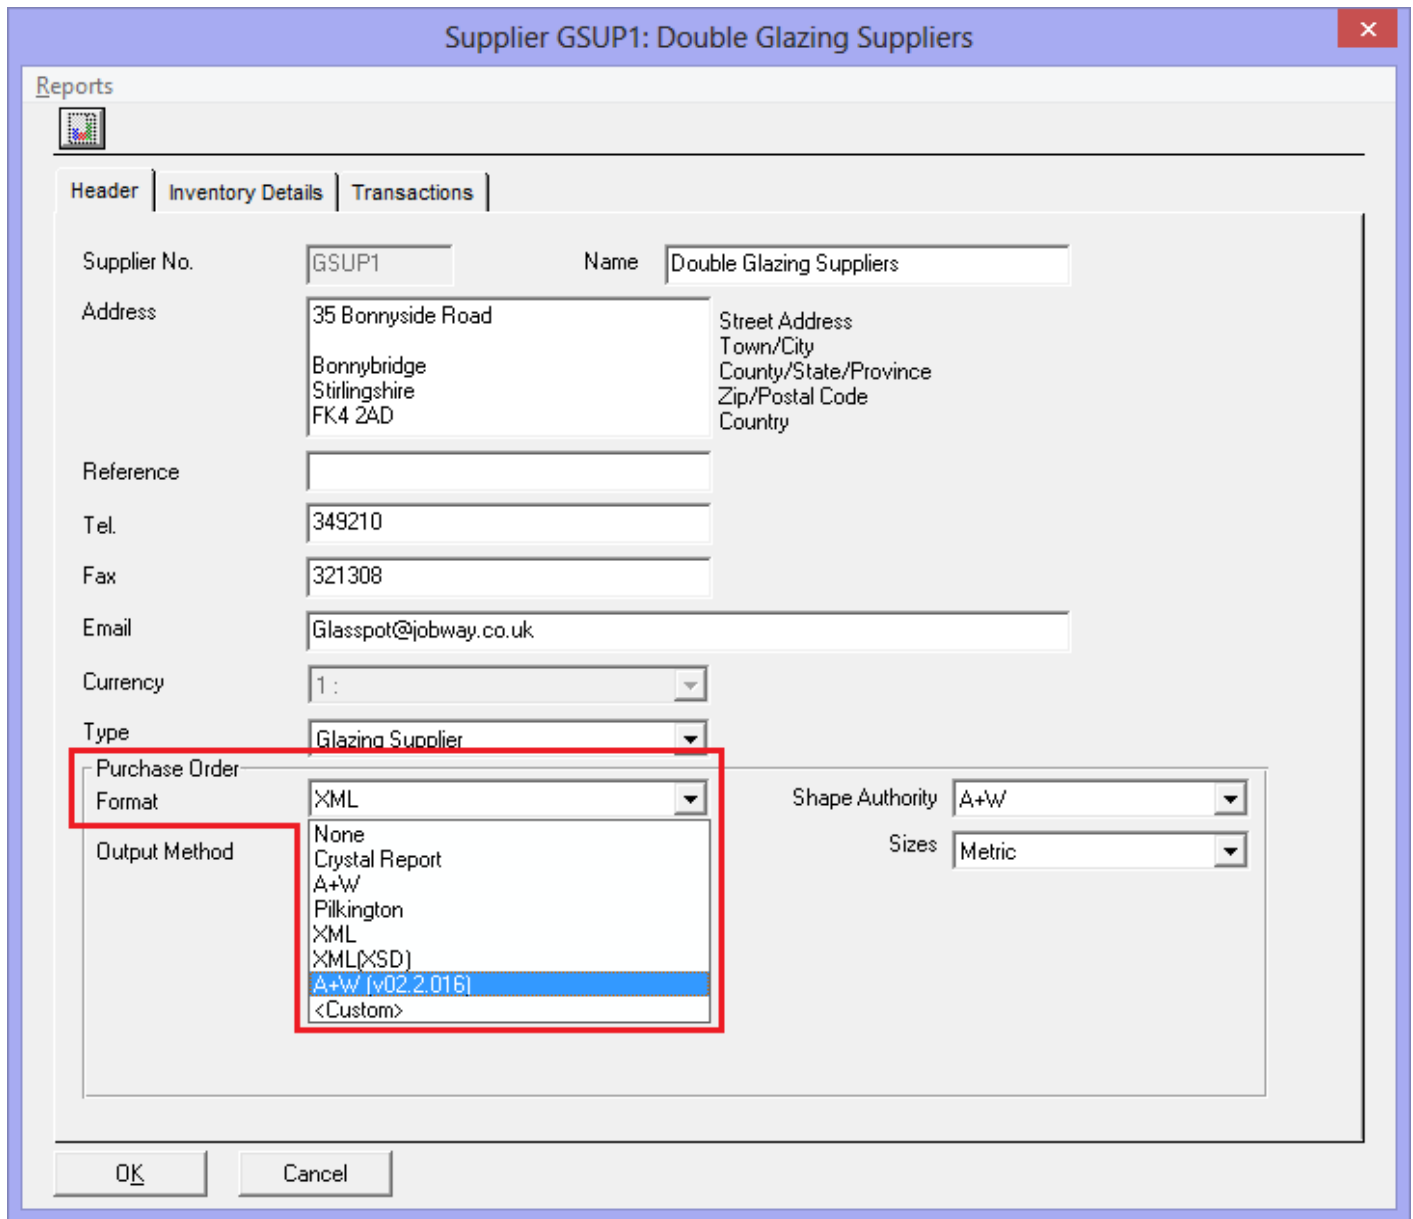 Supplier GSUP1: Double Glazing Suppliers
Reports
Header Inventory Details Transactions
Supplier No. GSUP1 Name Double Glazing Suppliers
Address
35 Bonnyside Road
Bonnybridge
Stirlingshire
FK4 2AD
Street Address
Town/City
County/State/Province
Zip/Postal Code
Country
Reference
Tel. 349210
Fax 321308
Email Glasspot@jobway.co.uk
Currency 1 :
Type Glazing Supplier
Purchase Order
Format XML Shape Authority A+W
Output Method Sizes Metric
None
Crystal Report
A+W
Pilkington
XML
XML(XSD)
A+W (v02.2.016)
<Custom>
OK Cancel